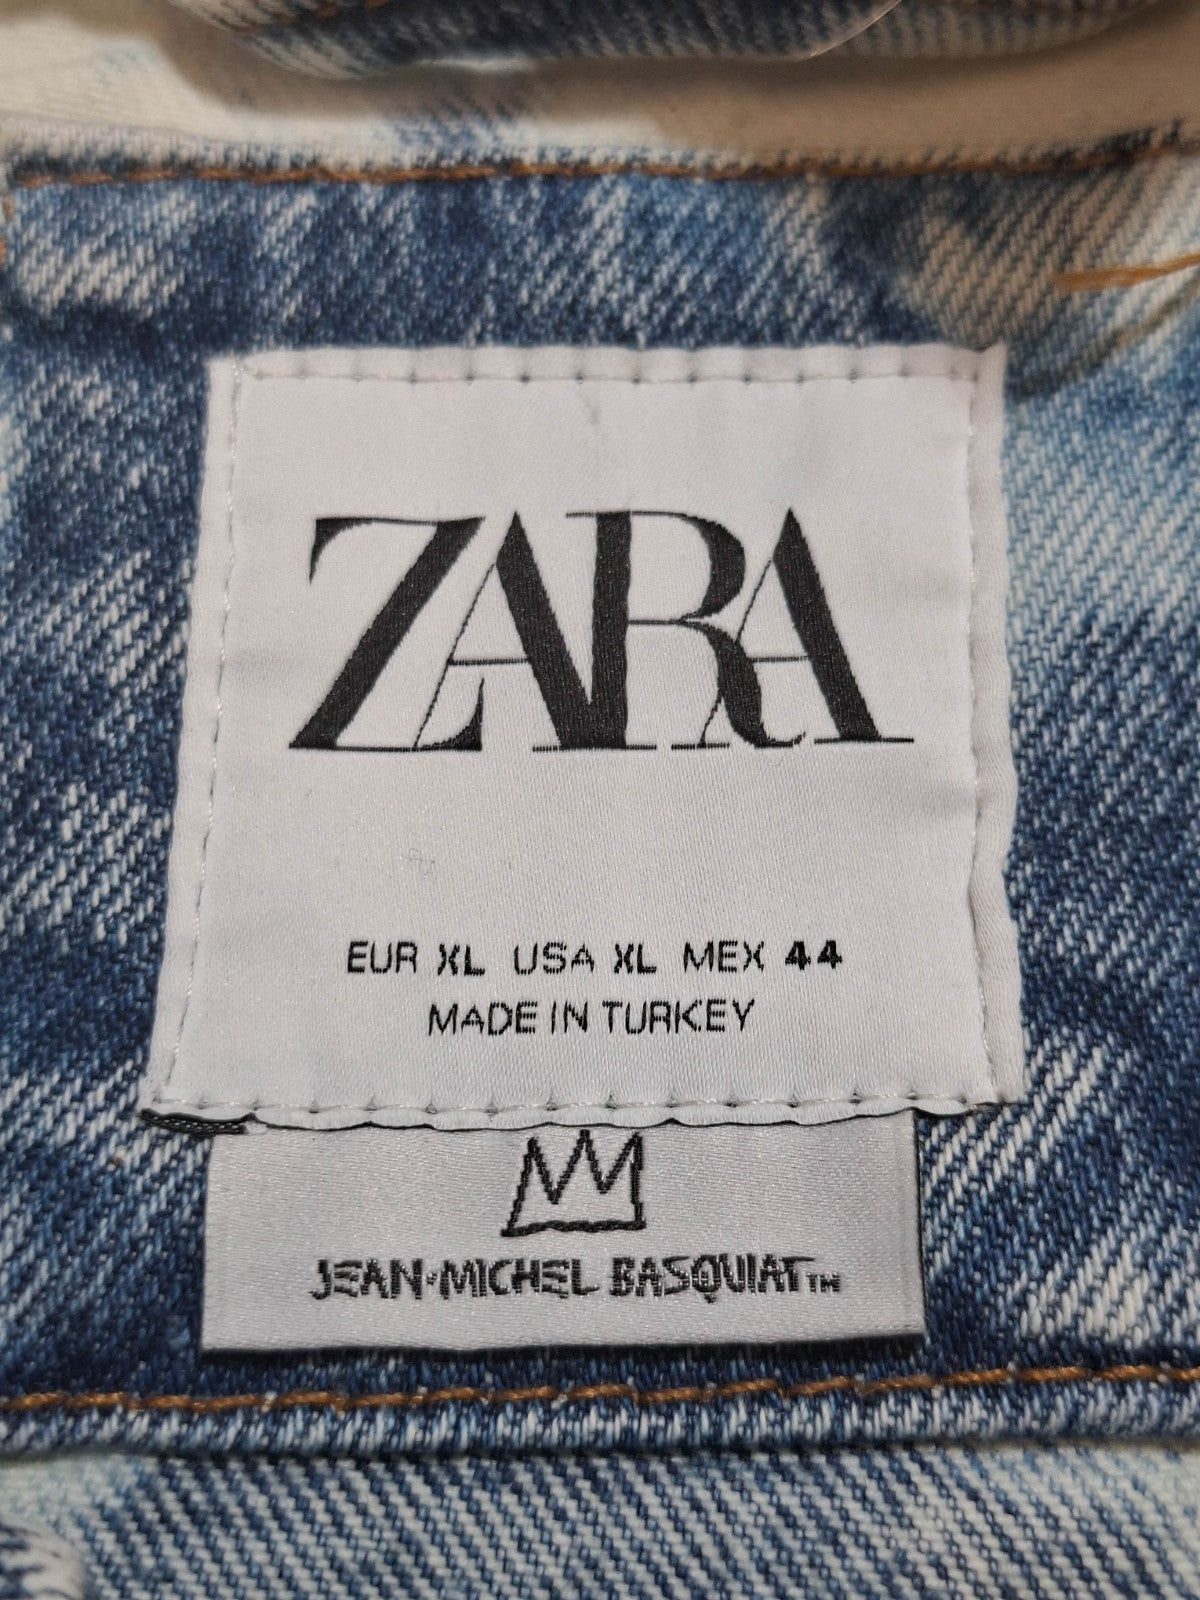 ZARA
EUR XL USA XL MEX 44
MADE IN TURKEY
JEAN-MICHEL BASQUIAT™